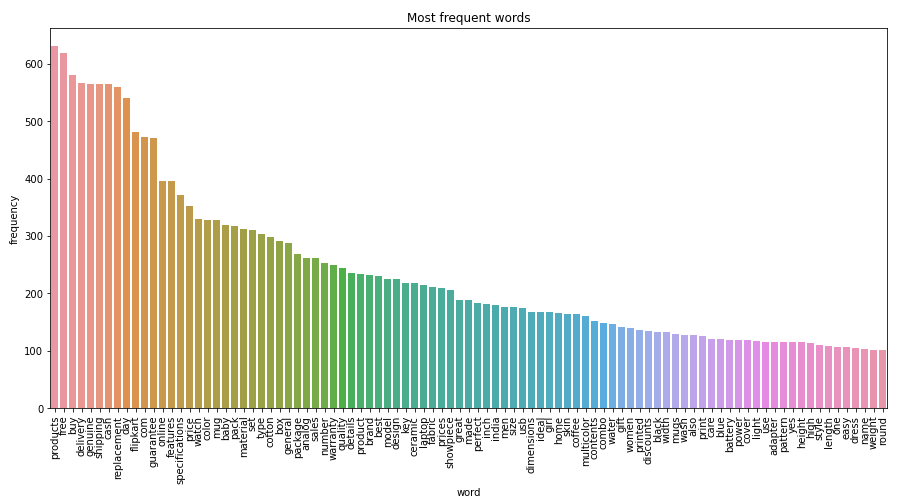 Most frequent words
frequency
600
500
400
300
200
100
0
products
free
buy
delivery
genuine
shipping
cash
replacement
day
flipkart
com
guarantee
online
features
specifications
price
watch
color
mug
baby
pack
material
set
type
cotton
box
general
package
analog
sales
number
warranty
quality
details
product
brand
best
model
design
key
ceramic
laptop
fabric
prices
showpiece
great
made
perfect
inch
india
men
size
usb
dimensions
ideal
girl
home
skin
coffee
multicolor
contents
combo
water
gift
women
printed
discounts
black
width
mugs
wash
also
print
care
blue
battery
power
cover
light
use
adapter
pattern
yes
height
high
style
length
one
easy
dress
name
weight
round
word